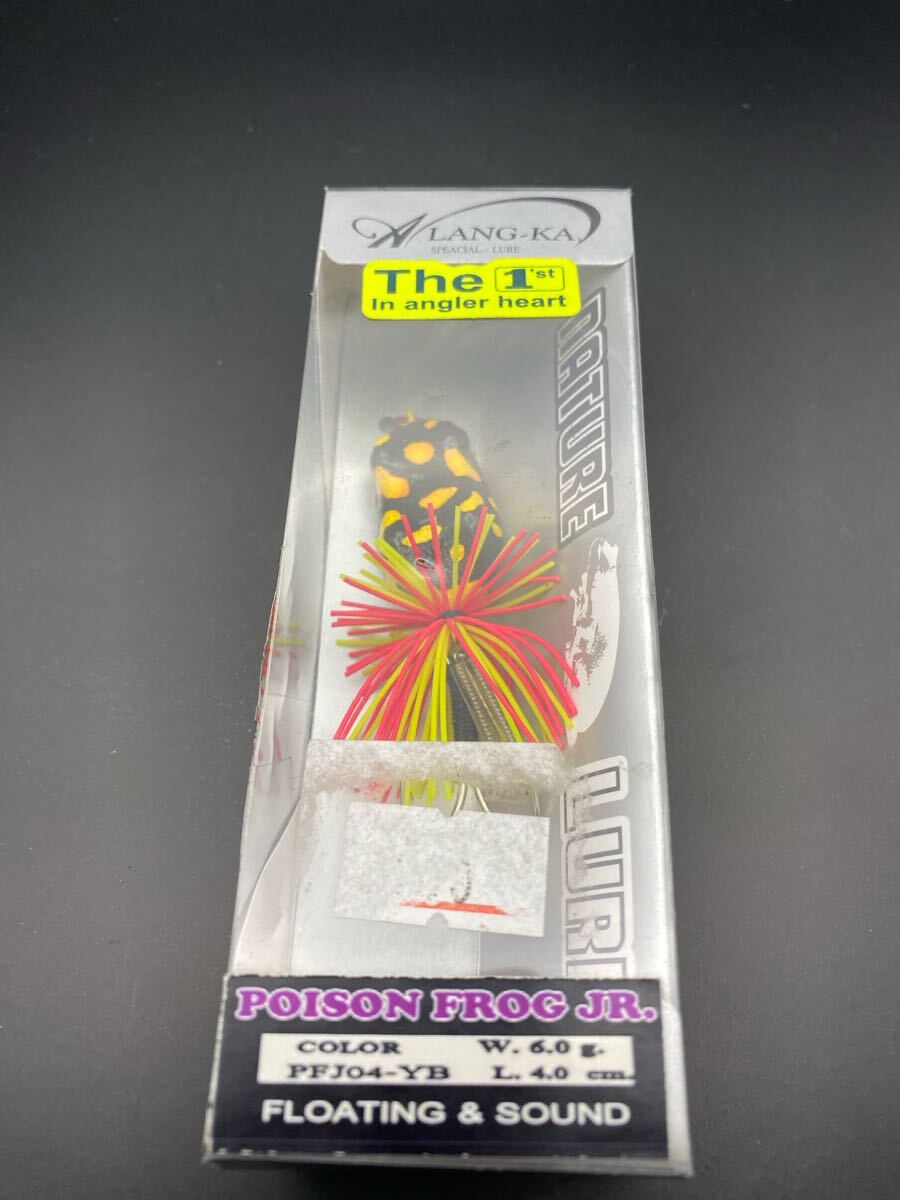 ALANG-KA
SPEACIAL - LURE
The 1'st
In angler heart
NATURE
LURE
POISON FROG JR.
COLOR W. 6.0 g.
PFJ04-YB L. 4.0 cm.
FLOATING & SOUND